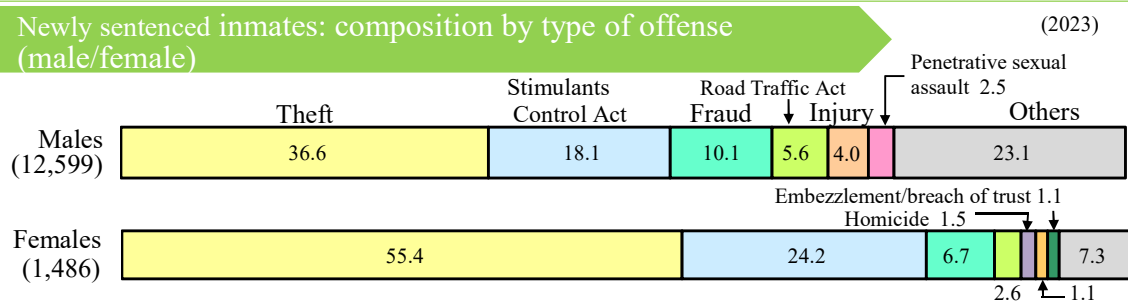 Newly sentenced inmates: composition by type of offense
(male/female)
(2023)
Penetrative sexual
assault 2.5
Theft
Stimulants
Control Act
Fraud
Road Traffic Act
Injury
Others
Males
(12,599)
36.6
18.1
10.1
5.6
4.0
23.1
Embezzlement/breach of trust 1.1
Homicide 1.5
Females
(1,486)
55.4
24.2
6.7
7.3
2.6
1.1